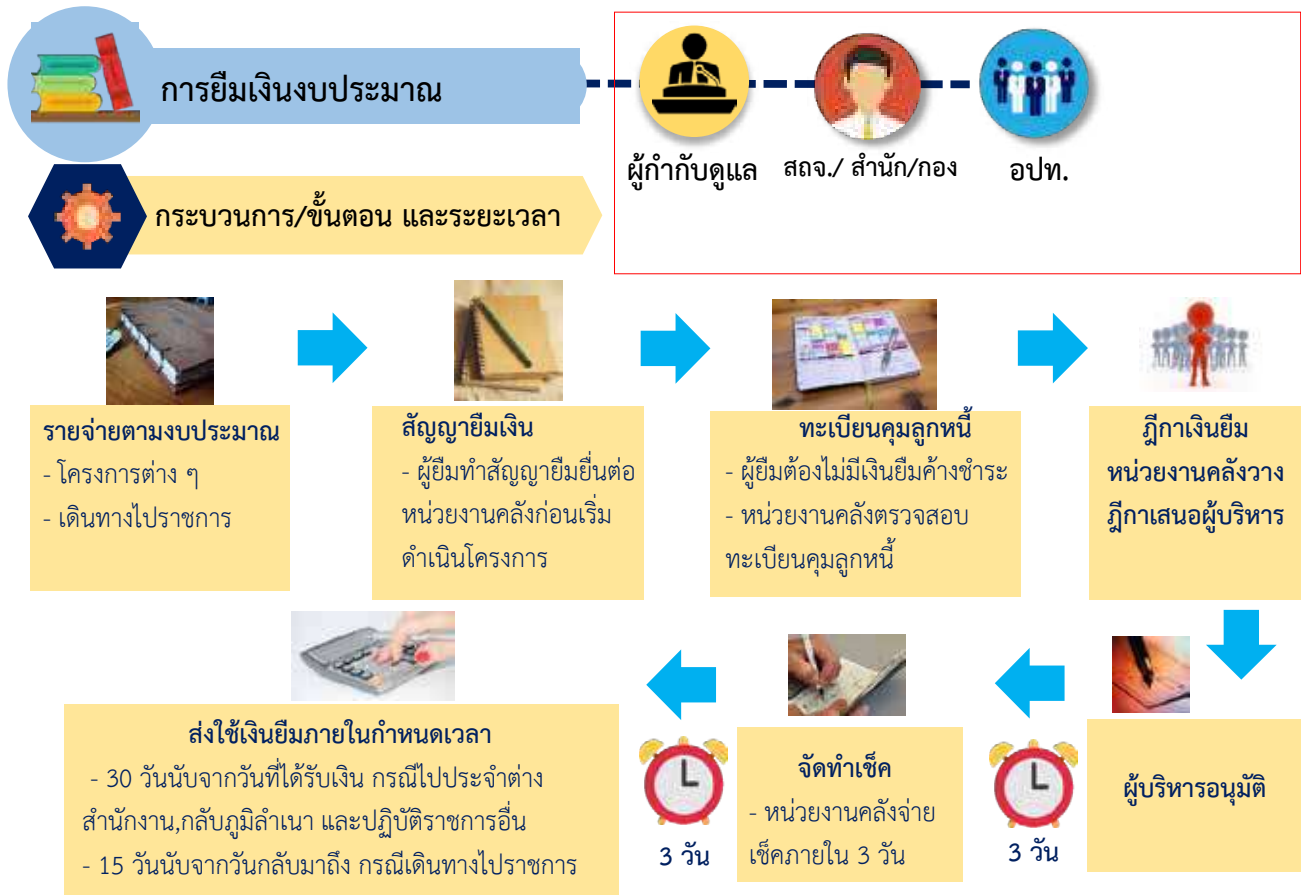 การยืมเงินงบประมาณ
ผู้กำกับดูแล
สถจ./ สำนัก/กอง
อปท.
กระบวนการ/ขั้นตอน และระยะเวลา
รายจ่ายตามงบประมาณ
- โครงการต่าง ๆ
- เดินทางไปราชการ
สัญญายืมเงิน
- ผู้ยืมทำสัญญายืมยื่นต่อ
หน่วยงานคลังก่อนเริ่ม
ดำเนินโครงการ
ทะเบียนคุมลูกหนี้
- ผู้ยืมต้องไม่มีเงินยืมค้างชำระ
- หน่วยงานคลังตรวจสอบ
ทะเบียนคุมลูกหนี้
ฎีกาเงินยืม
หน่วยงานคลังวาง
ฎีกาเสนอผู้บริหาร
ผู้บริหารอนุมัติ
3 วัน
จัดทำเช็ค
- หน่วยงานคลังจ่าย
เช็คภายใน 3 วัน
3 วัน
ส่งใช้เงินยืมภายในกำหนดเวลา
- 30 วันนับจากวันที่ได้รับเงิน กรณีไปประจำต่าง
สำนักงาน,กลับภูมิลำเนา และปฏิบัติราชการอื่น
- 15 วันนับจากวันกลับมาถึง กรณีเดินทางไปราชการ